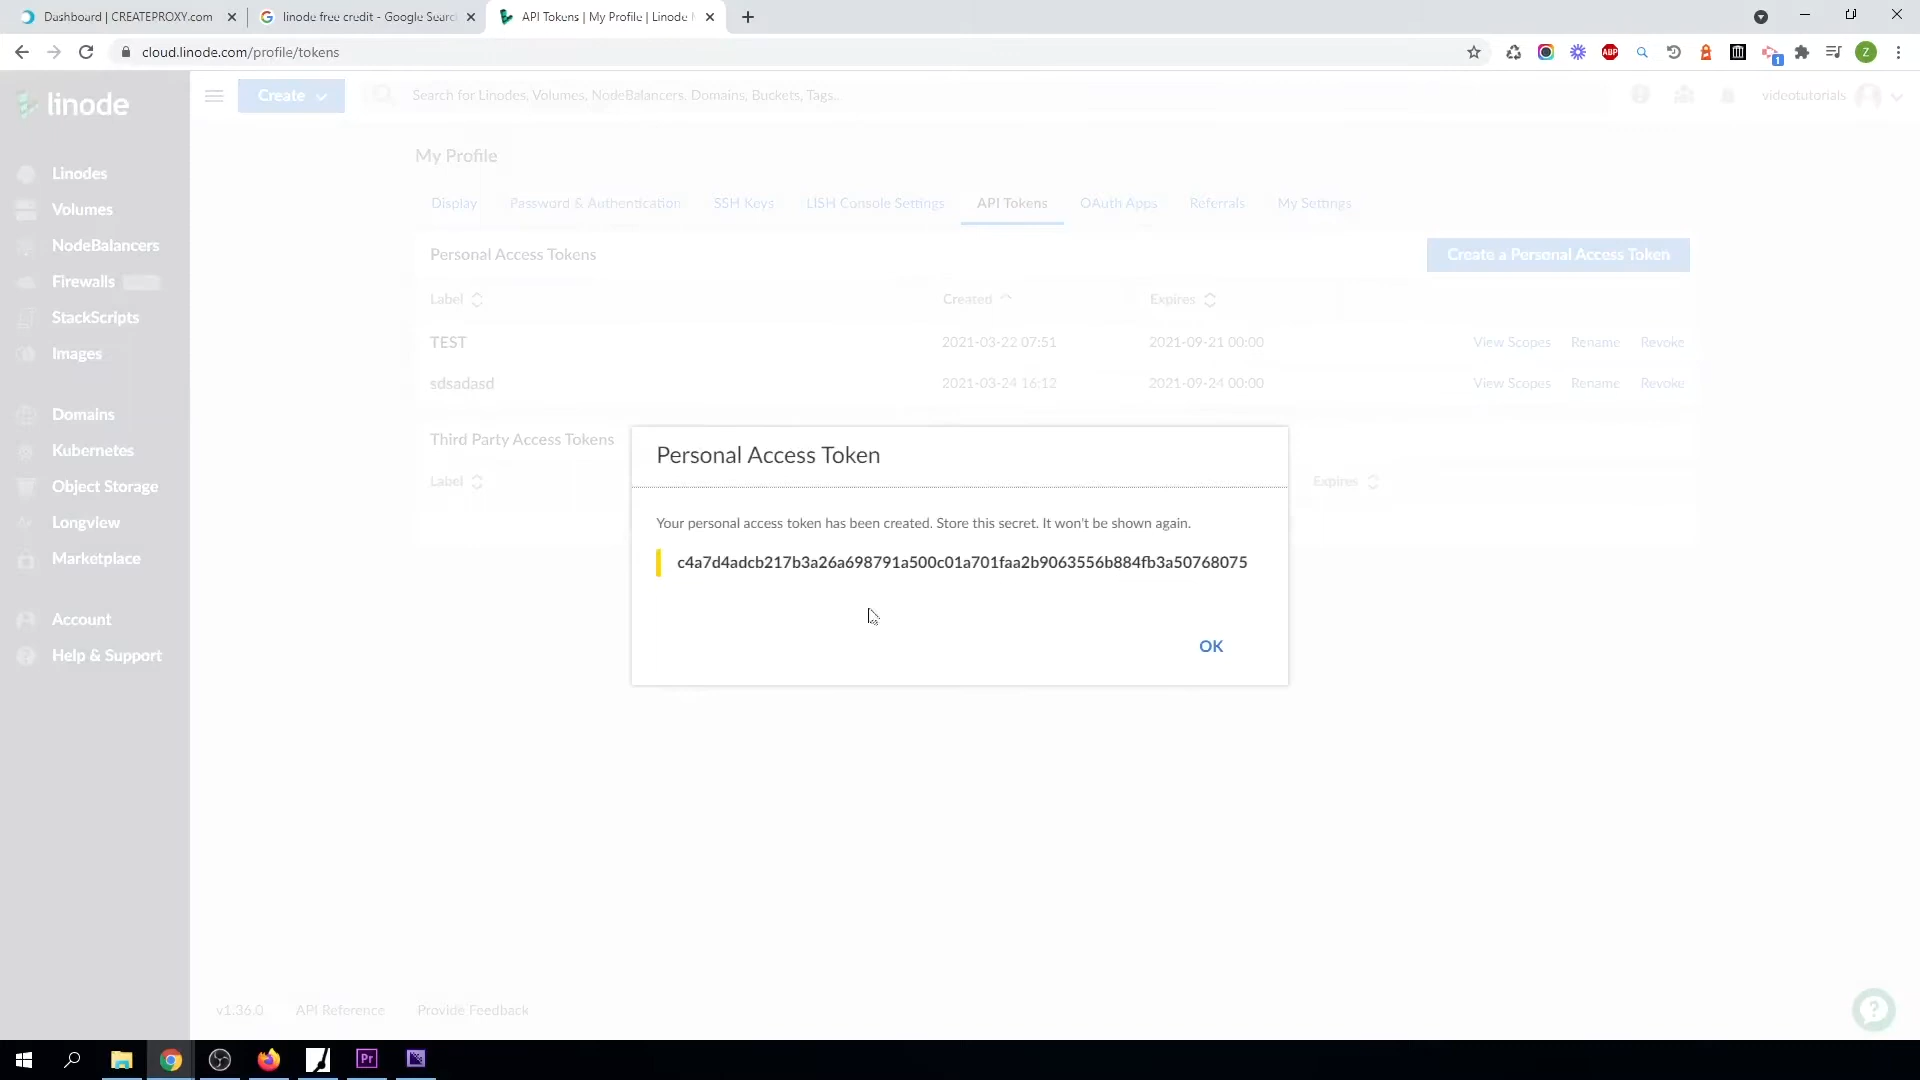 Dashboard | CREATEPROXY.com
linode free credit - Google Searc
API Tokens | My Profile | Linode
cloud.linode.com/profile/tokens
ABP
1
Z
linode
Create
Search for Linodes, Volumes, NodeBalancers, Domains, Buckets, Tags..
videotutorials
Linodes
Volumes
NodeBalancers
Firewalls
StackScripts
Images
Domains
Kubernetes
Object Storage
Longview
Marketplace
Account
Help & Support
My Profile
Display
Password & Authentication
SSH Keys
LISH Console Settings
API Tokens
OAuth Apps
Referrals
My Settings
Personal Access Tokens
Create a Personal Access Token
Label
Created
Expires
TEST
2021-03-22 07:51
2021-09-21 00:00
View Scopes
Rename
Revoke
sdsadasd
2021-03-24 16:12
2021-09-24 00:00
View Scopes
Rename
Revoke
Third Party Access Tokens
Label
Expires
Personal Access Token
Your personal access token has been created. Store this secret. It won't be shown again.
c4a7d4adcb217b3a26a698791a500c01a701faa2b9063556b884fb3a50768075
OK
v1.36.0
API Reference
Provide Feedback
?
Pr